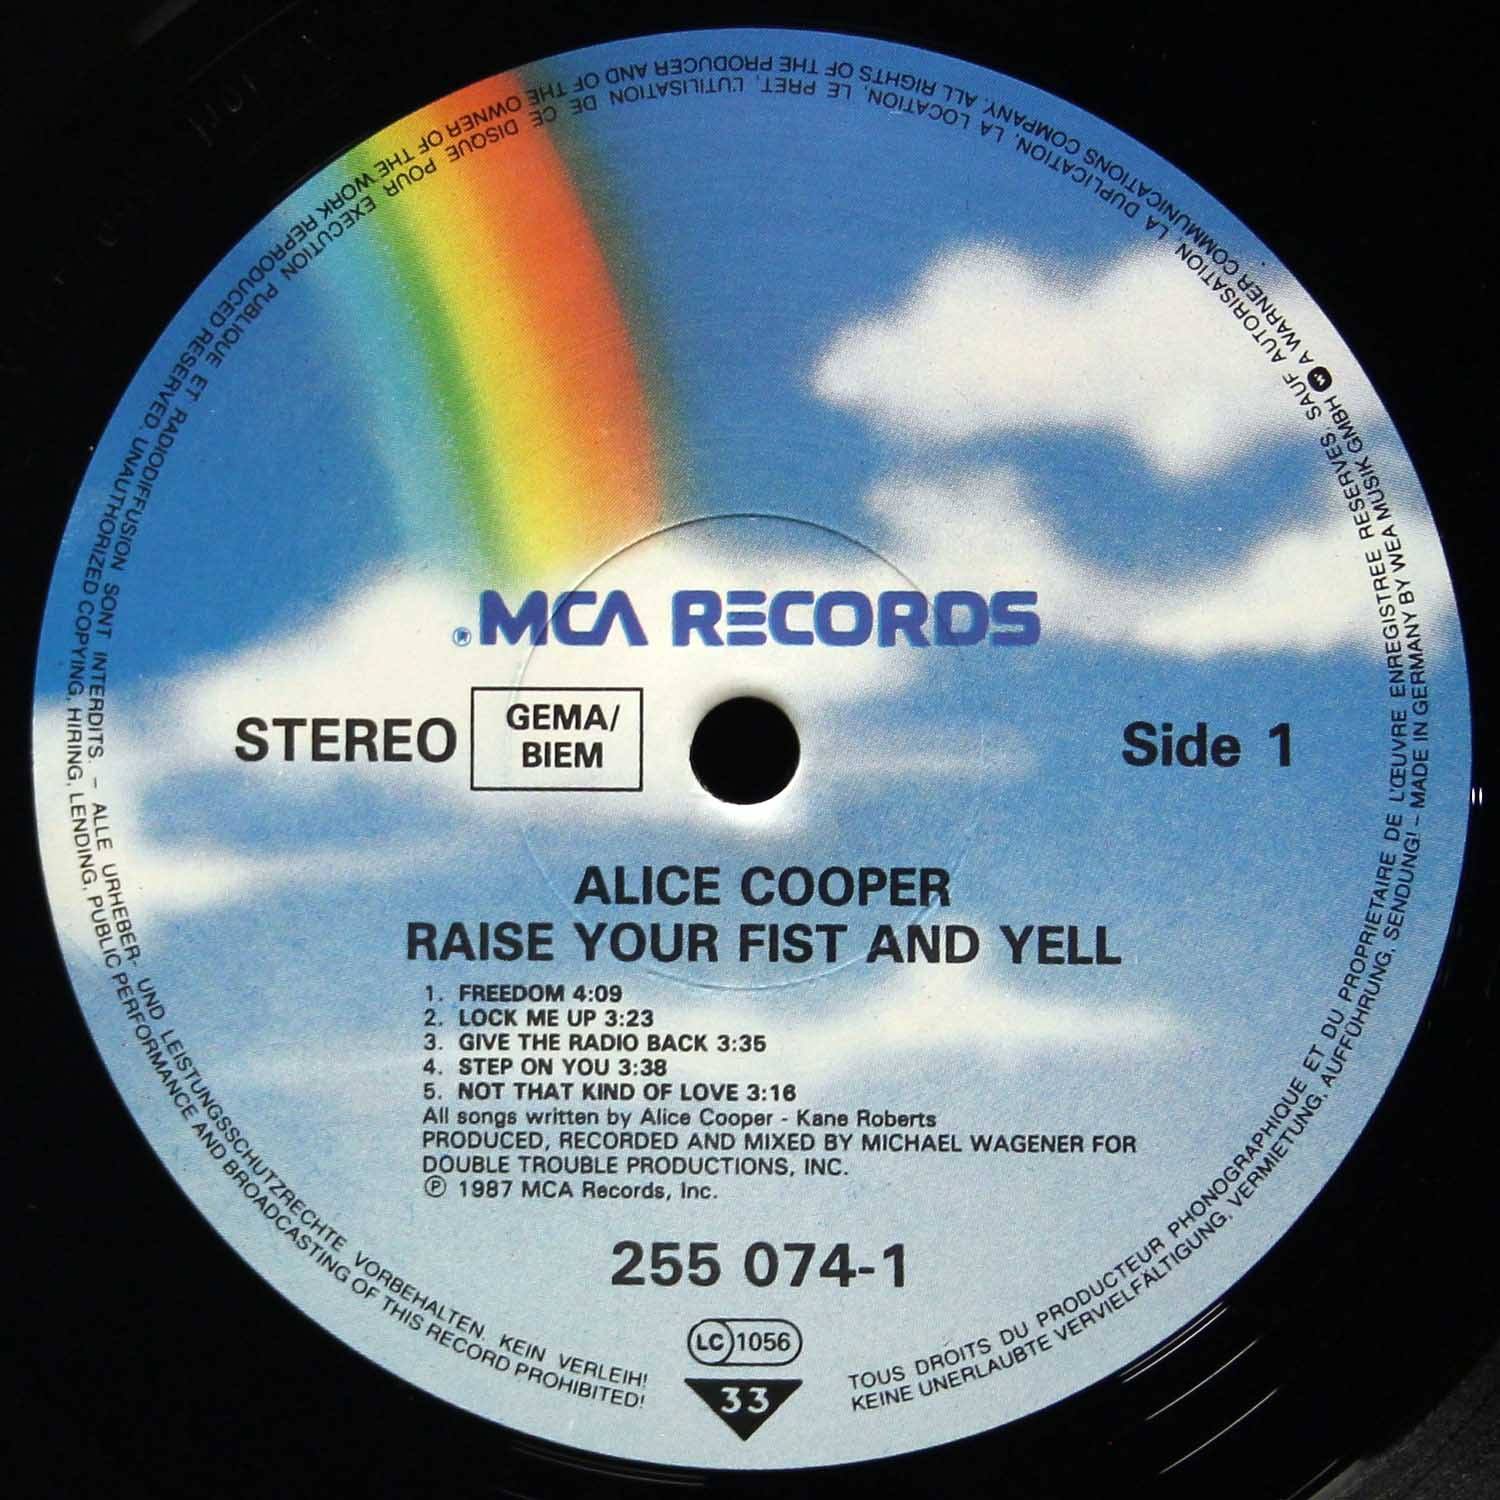 ® MCA RECORDS
STEREO
GEMA/
BIEM
Side 1
ALICE COOPER
RAISE YOUR FIST AND YELL
1. FREEDOM 4:09
2. LOCK ME UP 3:23
3. GIVE THE RADIO BACK 3:35
4. STEP ON YOU 3:38
5. NOT THAT KIND OF LOVE 3:16
All songs written by Alice Cooper - Kane Roberts
PRODUCED, RECORDED AND MIXED BY MICHAEL WAGENER FOR
DOUBLE TROUBLE PRODUCTIONS, INC.
℗ 1987 MCA Records, Inc.
255 074-1
LC 1056
33
TOUS DROITS DU PRODUCTEUR PHONOGRAPHIQUE ET DU PROPRIETAIRE DE L'ŒUVRE ENREGISTREE RESERVES. SAUF AUTORISATION LA DUPLICATION, LA LOCATION, LE PRET, L'UTILISATION DE CE DISQUE POUR EXECUTION PUBLIQUE ET RADIODIFFUSION SONT INTERDITS. – ALLE URHEBER- UND LEISTUNGSSCHUTZRECHTE VORBEHALTEN. KEIN VERLEIH!
KEINE UNERLAUBTE VERVIELFÄLTIGUNG, VERMIETUNG, AUFFÜHRUNG, SENDUNG! – MADE IN GERMANY BY WEA MUSIK GMBH W A WARNER COMMUNICATIONS COMPANY. ALL RIGHTS OF THE PRODUCER AND OF THE OWNER OF THE WORK REPRODUCED RESERVED. UNAUTHORIZED COPYING, HIRING, LENDING, PUBLIC PERFORMANCE AND BROADCASTING OF THIS RECORD PROHIBITED!